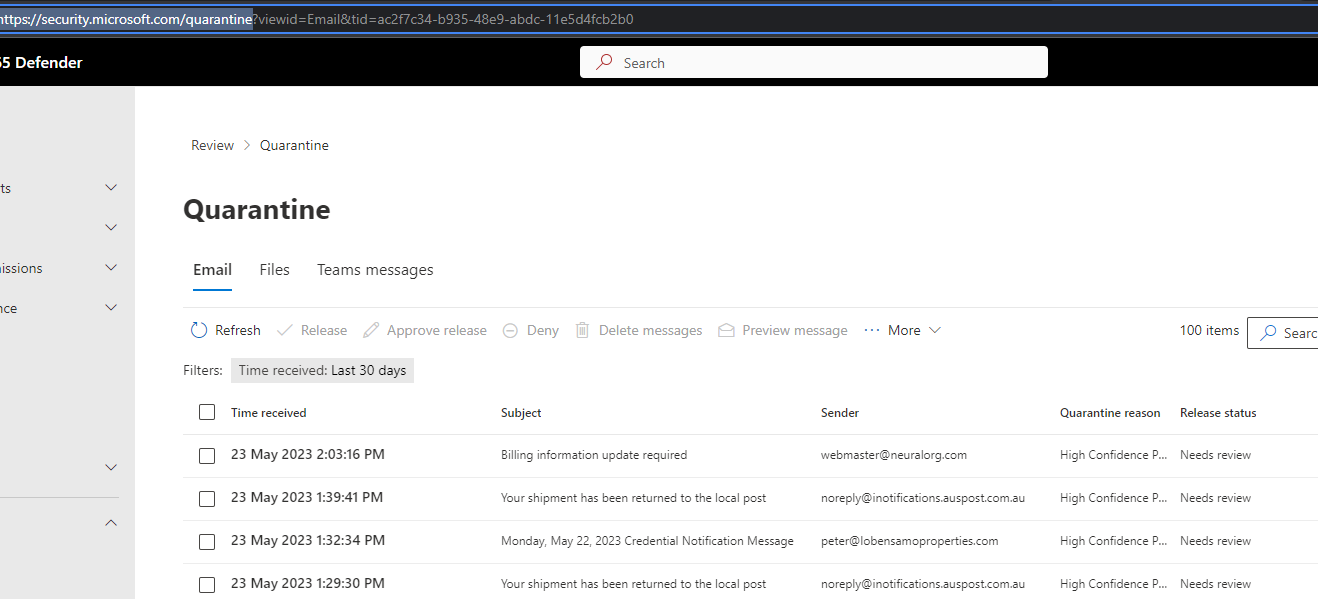 https://security.microsoft.com/quarantine?viewid=Email&tid=ac2f7c34-b935-48e9-abdc-11e5d4fcb2b0
65 Defender
Search
Review > Quarantine
ts
issions
nce
Quarantine
Email Files Teams messages
Refresh Release Approve release Deny Delete messages Preview message ··· More 100 items Searc
Filters: Time received: Last 30 days
Time received Subject Sender Quarantine reason Release status
23 May 2023 2:03:16 PM Billing information update required webmaster@neuralorg.com High Confidence P... Needs review
23 May 2023 1:39:41 PM Your shipment has been returned to the local post noreply@inotifications.auspost.com.au High Confidence P... Needs review
23 May 2023 1:32:34 PM Monday, May 22, 2023 Credential Notification Message peter@lobensamoproperties.com High Confidence P... Needs review
23 May 2023 1:29:30 PM Your shipment has been returned to the local post noreply@inotifications.auspost.com.au High Confidence P... Needs review